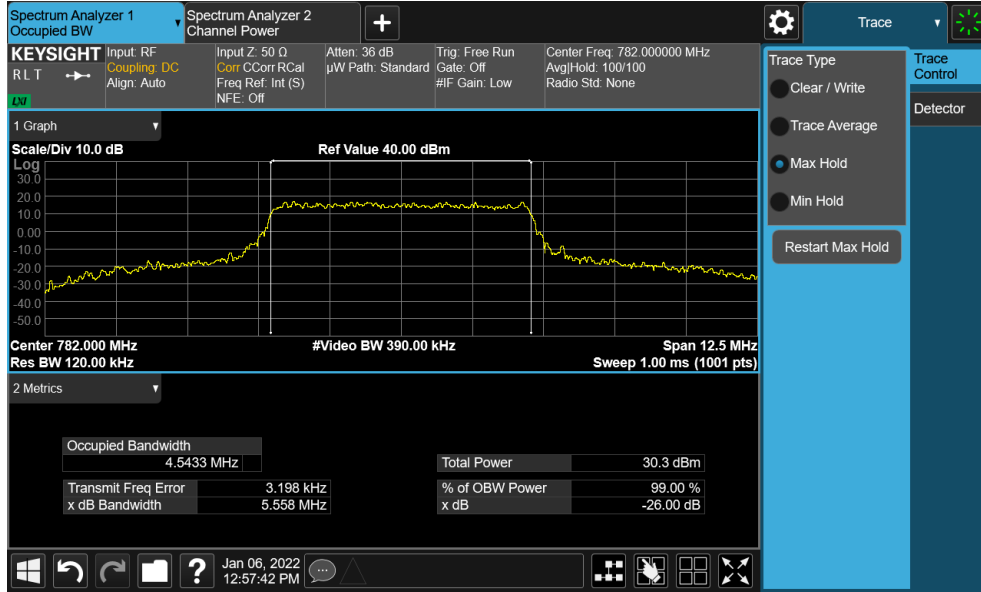 Spectrum Analyzer 1
Occupied BW
Spectrum Analyzer 2
Channel Power
+
Trace
KEYSIGHT
R L T
LXI
Input: RF
Coupling: DC
Align: Auto
Input Z: 50 Ω
Corr CCorr RCal
Freq Ref: Int (S)
NFE: Off
Atten: 36 dB
µW Path: Standard
Trig: Free Run
Gate: Off
#IF Gain: Low
Center Freq: 782.000000 MHz
Avg|Hold: 100/100
Radio Std: None
1 Graph
Scale/Div 10.0 dB
Ref Value 40.00 dBm
Log
30.0
20.0
10.0
0.00
-10.0
-20.0
-30.0
-40.0
-50.0
Center 782.000 MHz
#Video BW 390.00 kHz
Span 12.5 MHz
Res BW 120.00 kHz
Sweep 1.00 ms (1001 pts)
2 Metrics
Occupied Bandwidth
4.5433 MHz
Total Power 30.3 dBm
Transmit Freq Error 3.198 kHz
% of OBW Power 99.00 %
x dB Bandwidth 5.558 MHz
x dB -26.00 dB
Trace Type
Clear / Write
Trace Average
Max Hold
Min Hold
Restart Max Hold
Trace
Control
Detector
?
Jan 06, 2022
12:57:42 PM